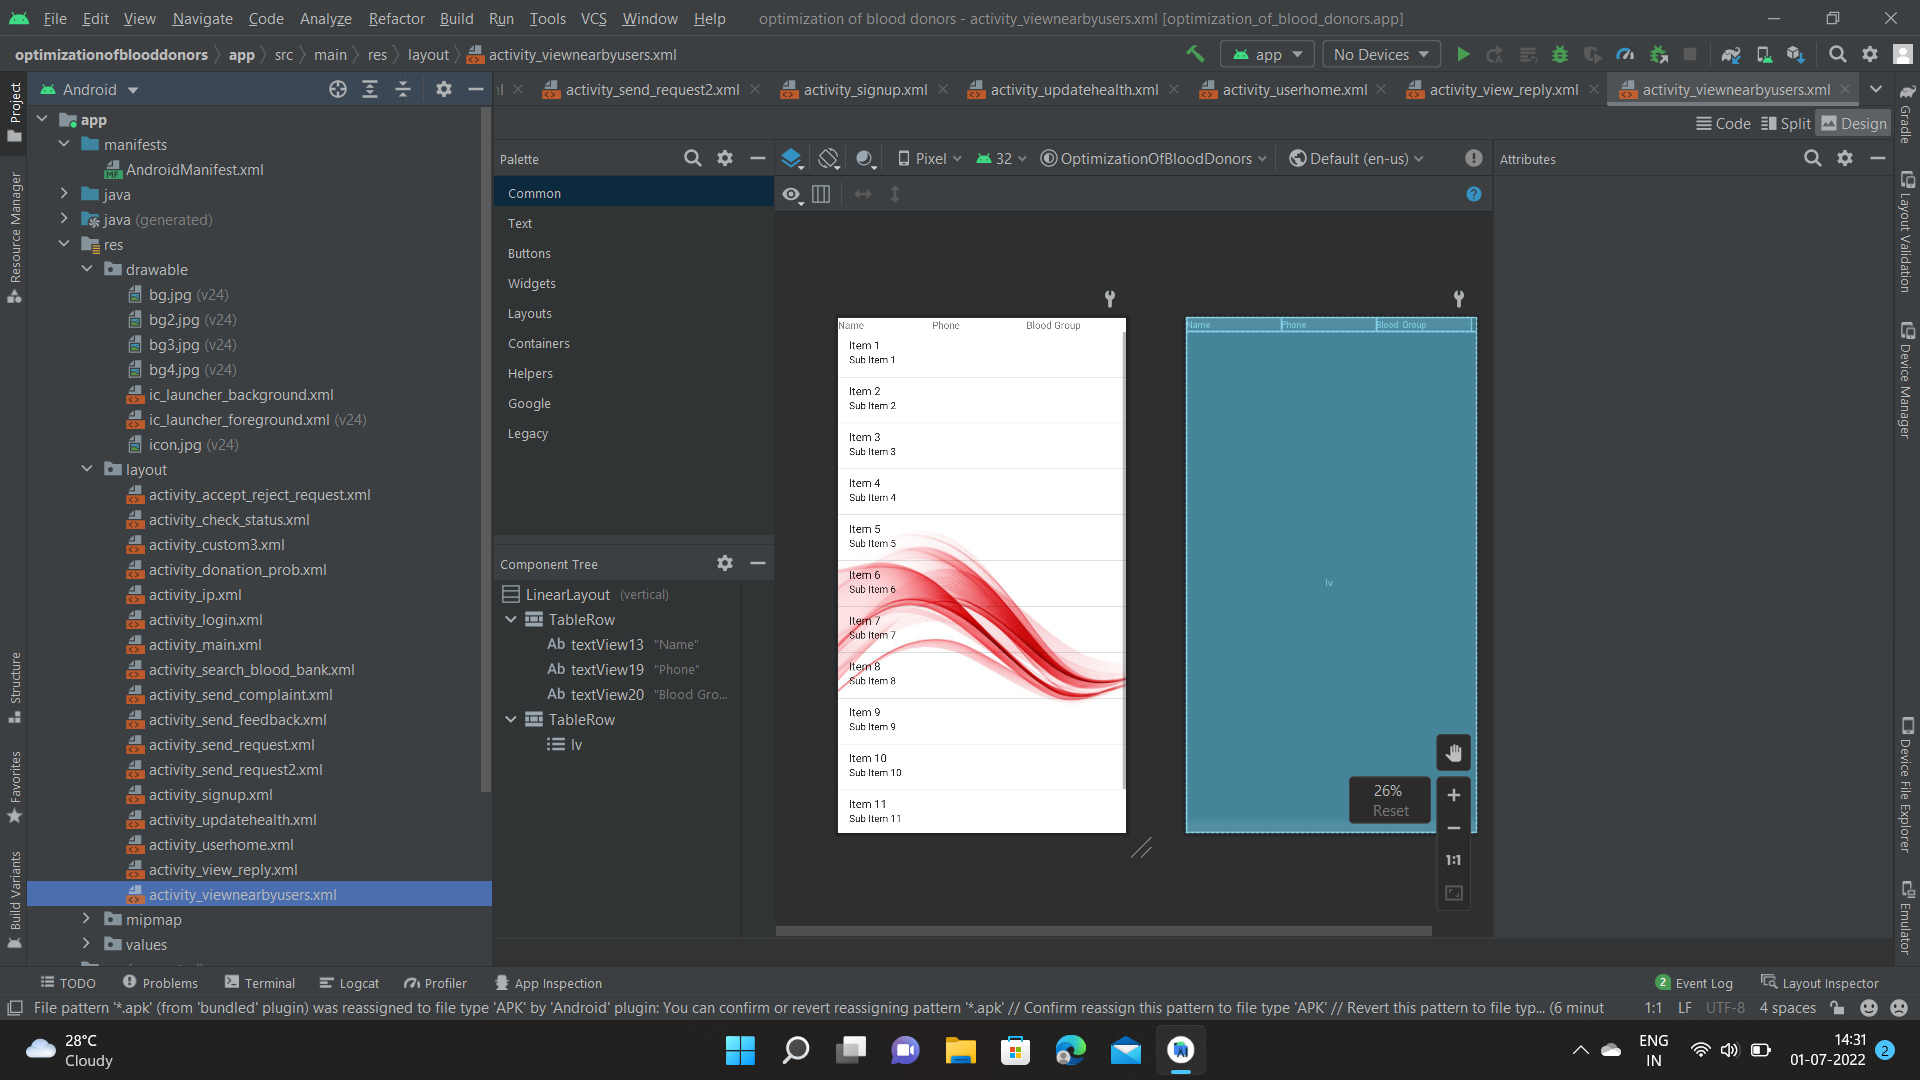 File Edit View Navigate Code Analyze Refactor Build Run Tools VCS Window Help optimization of blood donors - activity_viewnearbyusers.xml [optimization_of_blood_donors.app]
optimizationofblooddonors app src main res layout activity_viewnearbyusers.xml app No Devices
Android
activity_send_request2.xml activity_signup.xml activity_updatehealth.xml activity_userhome.xml activity_view_reply.xml activity_viewnearbyusers.xml
Code Split Design
Project
Resource Manager
Structure
Favorites
Build Variants
app
manifests
AndroidManifest.xml
java
java (generated)
res
drawable
bg.jpg (v24)
bg2.jpg (v24)
bg3.jpg (v24)
bg4.jpg (v24)
ic_launcher_background.xml
ic_launcher_foreground.xml (v24)
icon.jpg (v24)
layout
activity_accept_reject_request.xml
activity_check_status.xml
activity_custom3.xml
activity_donation_prob.xml
activity_ip.xml
activity_login.xml
activity_main.xml
activity_search_blood_bank.xml
activity_send_complaint.xml
activity_send_feedback.xml
activity_send_request.xml
activity_send_request2.xml
activity_signup.xml
activity_updatehealth.xml
activity_userhome.xml
activity_view_reply.xml
activity_viewnearbyusers.xml
mipmap
values
Palette
Common
Text
Buttons
Widgets
Layouts
Containers
Helpers
Google
Legacy
Component Tree
LinearLayout (vertical)
TableRow
Ab textView13 "Name"
Ab textView19 "Phone"
Ab textView20 "Blood Gro...
TableRow
lv
Pixel 32 OptimizationOfBloodDonors Default (en-us)
Name Phone Blood Group
Item 1
Sub Item 1
Item 2
Sub Item 2
Item 3
Sub Item 3
Item 4
Sub Item 4
Item 5
Sub Item 5
Item 6
Sub Item 6
Item 7
Sub Item 7
Item 8
Sub Item 8
Item 9
Sub Item 9
Item 10
Sub Item 10
Item 11
Sub Item 11
Name Phone Blood Group
lv
26%
Reset
1:1
Attributes
Gradle
Layout Validation
Device Manager
Device File Explorer
Emulator
TODO Problems Terminal Logcat Profiler App Inspection 2 Event Log Layout Inspector
File pattern '*.apk' (from 'bundled' plugin) was reassigned to file type 'APK' by 'Android' plugin: You can confirm or revert reassigning pattern '*.apk' // Confirm reassign this pattern to file type 'APK' // Revert this pattern to file typ... (6 minut 1:1 LF UTF-8 4 spaces
28°C
Cloudy
ENG
IN
14:31
01-07-2022
2